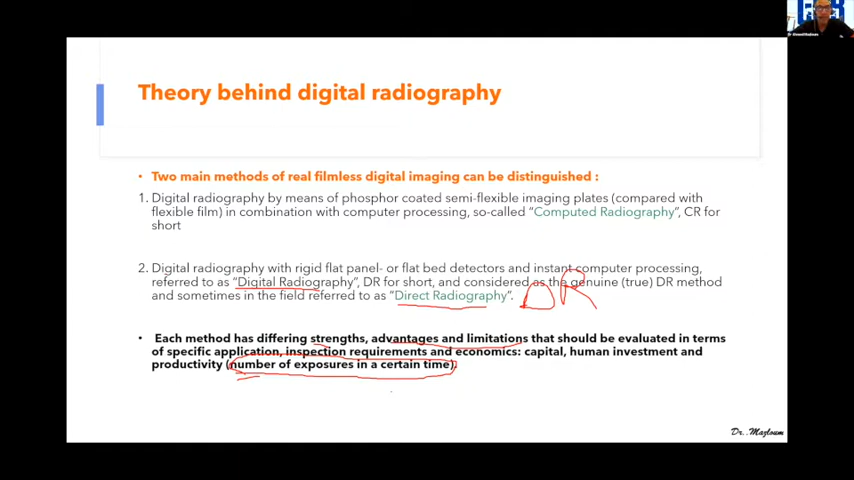 Theory behind digital radiography
• Two main methods of real filmless digital imaging can be distinguished :
1. Digital radiography by means of phosphor coated semi-flexible imaging plates (compared with
flexible film) in combination with computer processing, so-called “Computed Radiography”, CR for
short
2. Digital radiography with rigid flat panel- or flat bed detectors and instant computer processing,
referred to as “Digital Radiography”, DR for short, and considered as the genuine (true) DR method
and sometimes in the field referred to as “Direct Radiography”.
DR
• Each method has differing strengths, advantages and limitations that should be evaluated in terms
of specific application, inspection requirements and economics: capital, human investment and
productivity (number of exposures in a certain time).
Dr. Mazloum